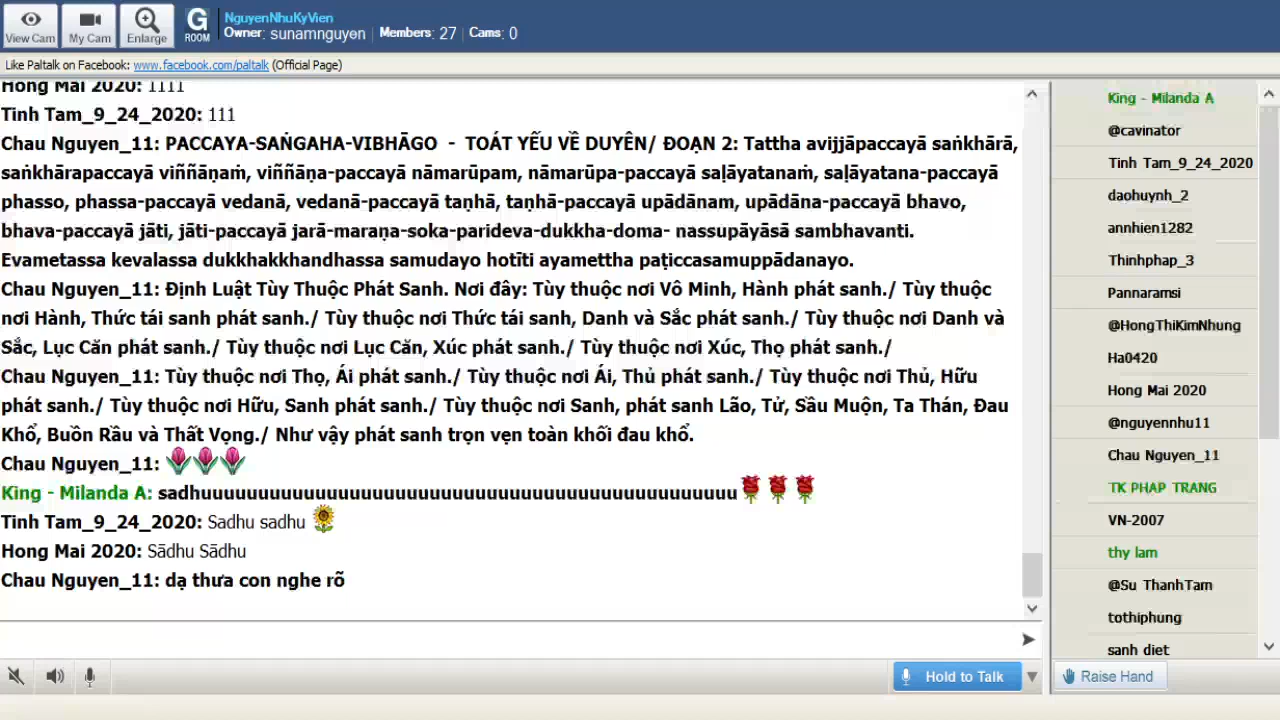 View Cam
My Cam
Enlarge
G
ROOM
NguyenNhuKyVien
Owner: sunamnguyen | Members: 27 | Cams: 0
Like Paltalk on Facebook: www.facebook.com/paltalk (Official Page)
Hong Mai 2020: 1111
Tinh Tam_9_24_2020: 111
Chau Nguyen_11: PACCAYA-SAṄGAHA-VIBHĀGO - TOÁT YẾU VỀ DUYÊN/ ĐOẠN 2: Tattha avijjāpaccayā saṅkhārā,
saṅkhārapaccayā viññāṇaṁ, viññāṇa-paccayā nāmarūpam, nāmarūpa-paccayā saḷāyatanaṁ, saḷāyatana-paccayā
phasso, phassa-paccayā vedanā, vedanā-paccayā taṇhā, taṇhā-paccayā upādānam, upādāna-paccayā bhavo,
bhava-paccayā jāti, jāti-paccayā jarā-maraṇa-soka-parideva-dukkha-doma- nassupāyāsā sambhavanti.
Evametassa kevalassa dukkhakkhandhassa samudayo hotīti ayamettha paṭiccasamuppādanayo.
Chau Nguyen_11: Định Luật Tùy Thuộc Phát Sanh. Nơi đây: Tùy thuộc nơi Vô Minh, Hành phát sanh./ Tùy thuộc
nơi Hành, Thức tái sanh phát sanh./ Tùy thuộc nơi Thức tái sanh, Danh và Sắc phát sanh./ Tùy thuộc nơi Danh và
Sắc, Lục Căn phát sanh./ Tùy thuộc nơi Lục Căn, Xúc phát sanh./ Tùy thuộc nơi Xúc, Thọ phát sanh./
Chau Nguyen_11: Tùy thuộc nơi Thọ, Ái phát sanh./ Tùy thuộc nơi Ái, Thủ phát sanh./ Tùy thuộc nơi Thủ, Hữu
phát sanh./ Tùy thuộc nơi Hữu, Sanh phát sanh./ Tùy thuộc nơi Sanh, phát sanh Lão, Tử, Sầu Muộn, Ta Thán, Đau
Khổ, Buồn Rầu và Thất Vọng./ Như vậy phát sanh trọn vẹn toàn khối đau khổ.
Chau Nguyen_11:
King - Milanda A: sadhuuuuuuuuuuuuuuuuuuuuuuuuuuuuuuuuuuuuuuuuuuuuuuu
Tinh Tam_9_24_2020: Sadhu sadhu
Hong Mai 2020: Sādhu Sādhu
Chau Nguyen_11: dạ thưa con nghe rõ
Hold to Talk
King - Milanda A
@cavinator
Tinh Tam_9_24_2020
daohuynh_2
annhien1282
Thinhphap_3
Pannaramsi
@HongThiKimNhung
Ha0420
Hong Mai 2020
@nguyennhu11
Chau Nguyen_11
TK PHAP TRANG
VN-2007
thy lam
@Su ThanhTam
tothiphung
sanh diet
Raise Hand